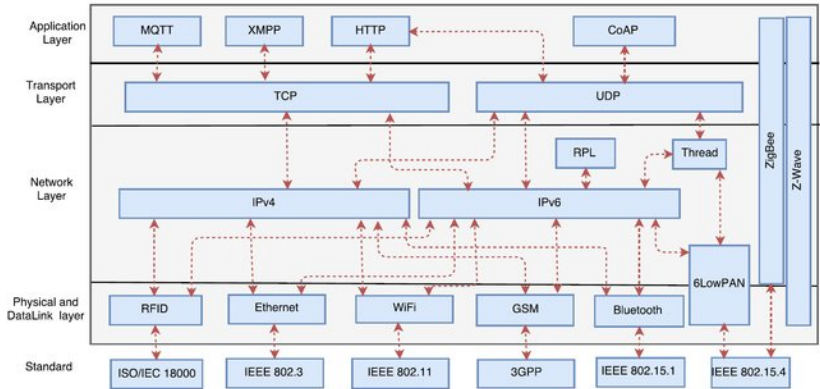 Application
Layer
MQTT
XMPP
HTTP
CoAP
Transport
Layer
TCP
UDP
ZigBee
Z-Wave
Network
Layer
RPL
Thread
IPv4
IPv6
6LowPAN
Physical and
DataLink layer
RFID
Ethernet
WiFi
GSM
Bluetooth
Standard
ISO/IEC 18000
IEEE 802.3
IEEE 802.11
3GPP
IEEE 802.15.1
IEEE 802.15.4